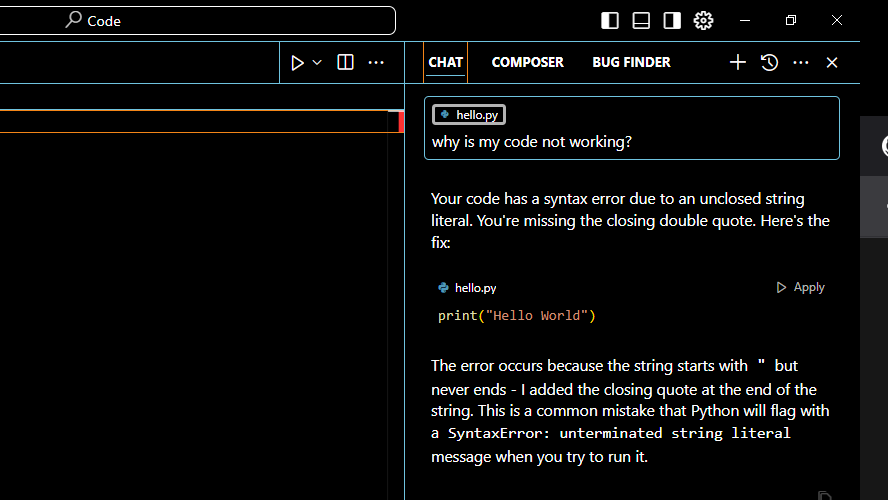 Code
CHAT COMPOSER BUG FINDER
hello.py
why is my code not working?
Your code has a syntax error due to an unclosed string
literal. You're missing the closing double quote. Here's the
fix:
hello.py Apply
print("Hello World")
The error occurs because the string starts with " but
never ends - I added the closing quote at the end of the
string. This is a common mistake that Python will flag with
a SyntaxError: unterminated string literal
message when you try to run it.